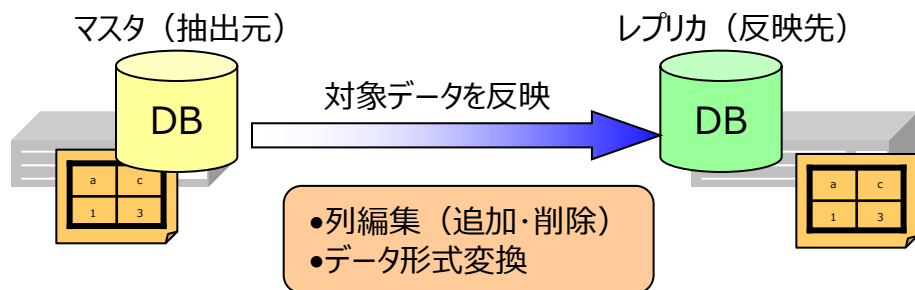 マスタ（抽出元）
レプリカ（反映先）
DB
対象データを反映
DB
a c
1 3
a c
1 3
•列編集（追加･削除）
•データ形式変換